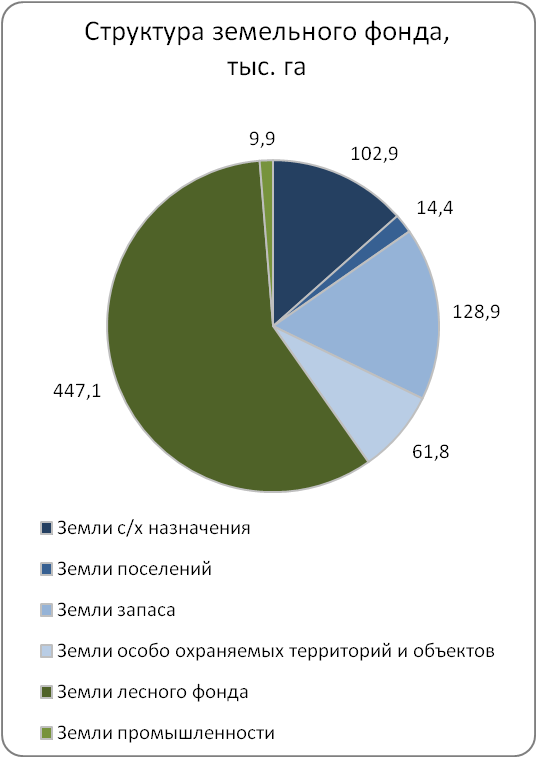 Структура земельного фонда,
тыс. га
9,9
102,9
14,4
128,9
61,8
447,1
Земли с/х назначения
Земли поселений
Земли запаса
Земли особо охраняемых территорий и объектов
Земли лесного фонда
Земли промышленности